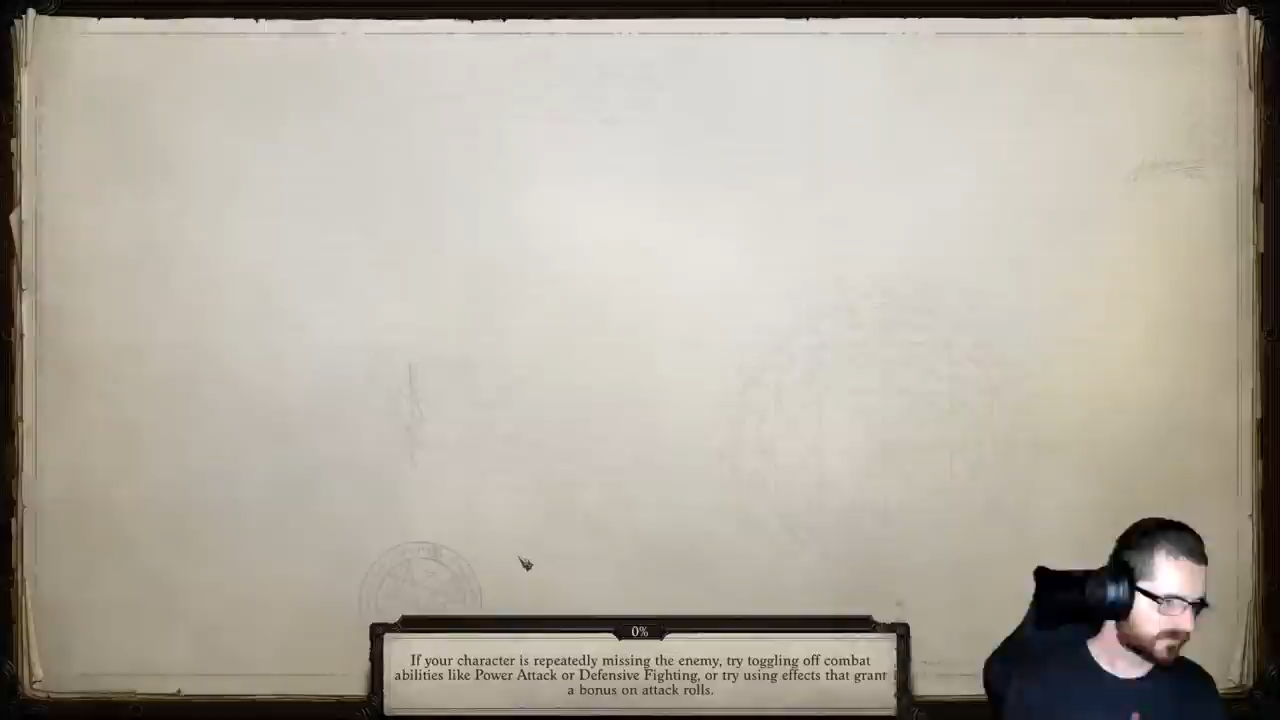 0%
If your character is repeatedly missing the enemy, try toggling off combat
abilities like Power Attack or Defensive Fighting, or try using effects that grant
a bonus on attack rolls.